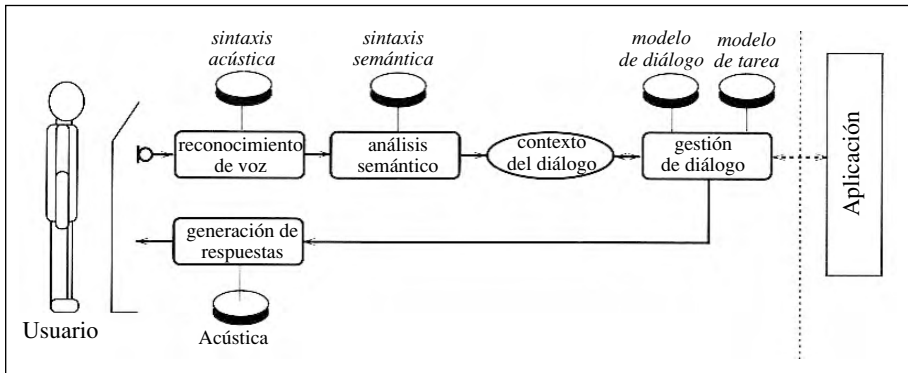 sintaxis
acústica
sintaxis
semántica
modelo
de diálogo
modelo
de tarea
reconocimiento
de voz
análisis
semántico
contexto
del diálogo
gestión
de diálogo
Aplicación
generación de
respuestas
Usuario
Acústica